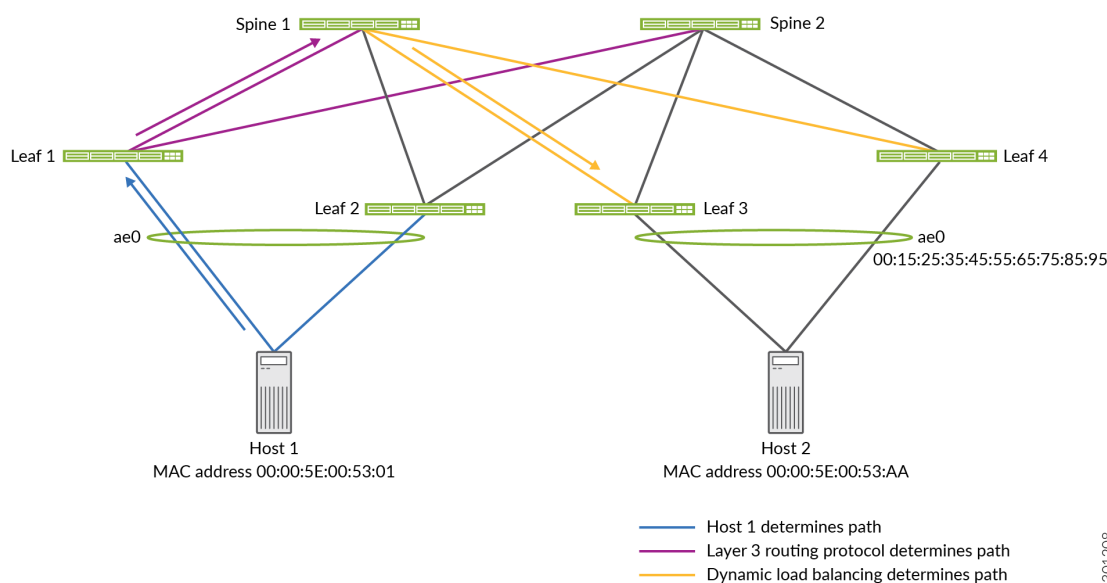 Spine 1
Spine 2
Leaf 1
Leaf 4
Leaf 2
Leaf 3
ae0
ae0
00:15:25:35:45:55:65:75:85:95
Host 1
MAC address 00:00:5E:00:53:01
Host 2
MAC address 00:00:5E:00:53:AA
Host 1 determines path
Layer 3 routing protocol determines path
Dynamic load balancing determines path